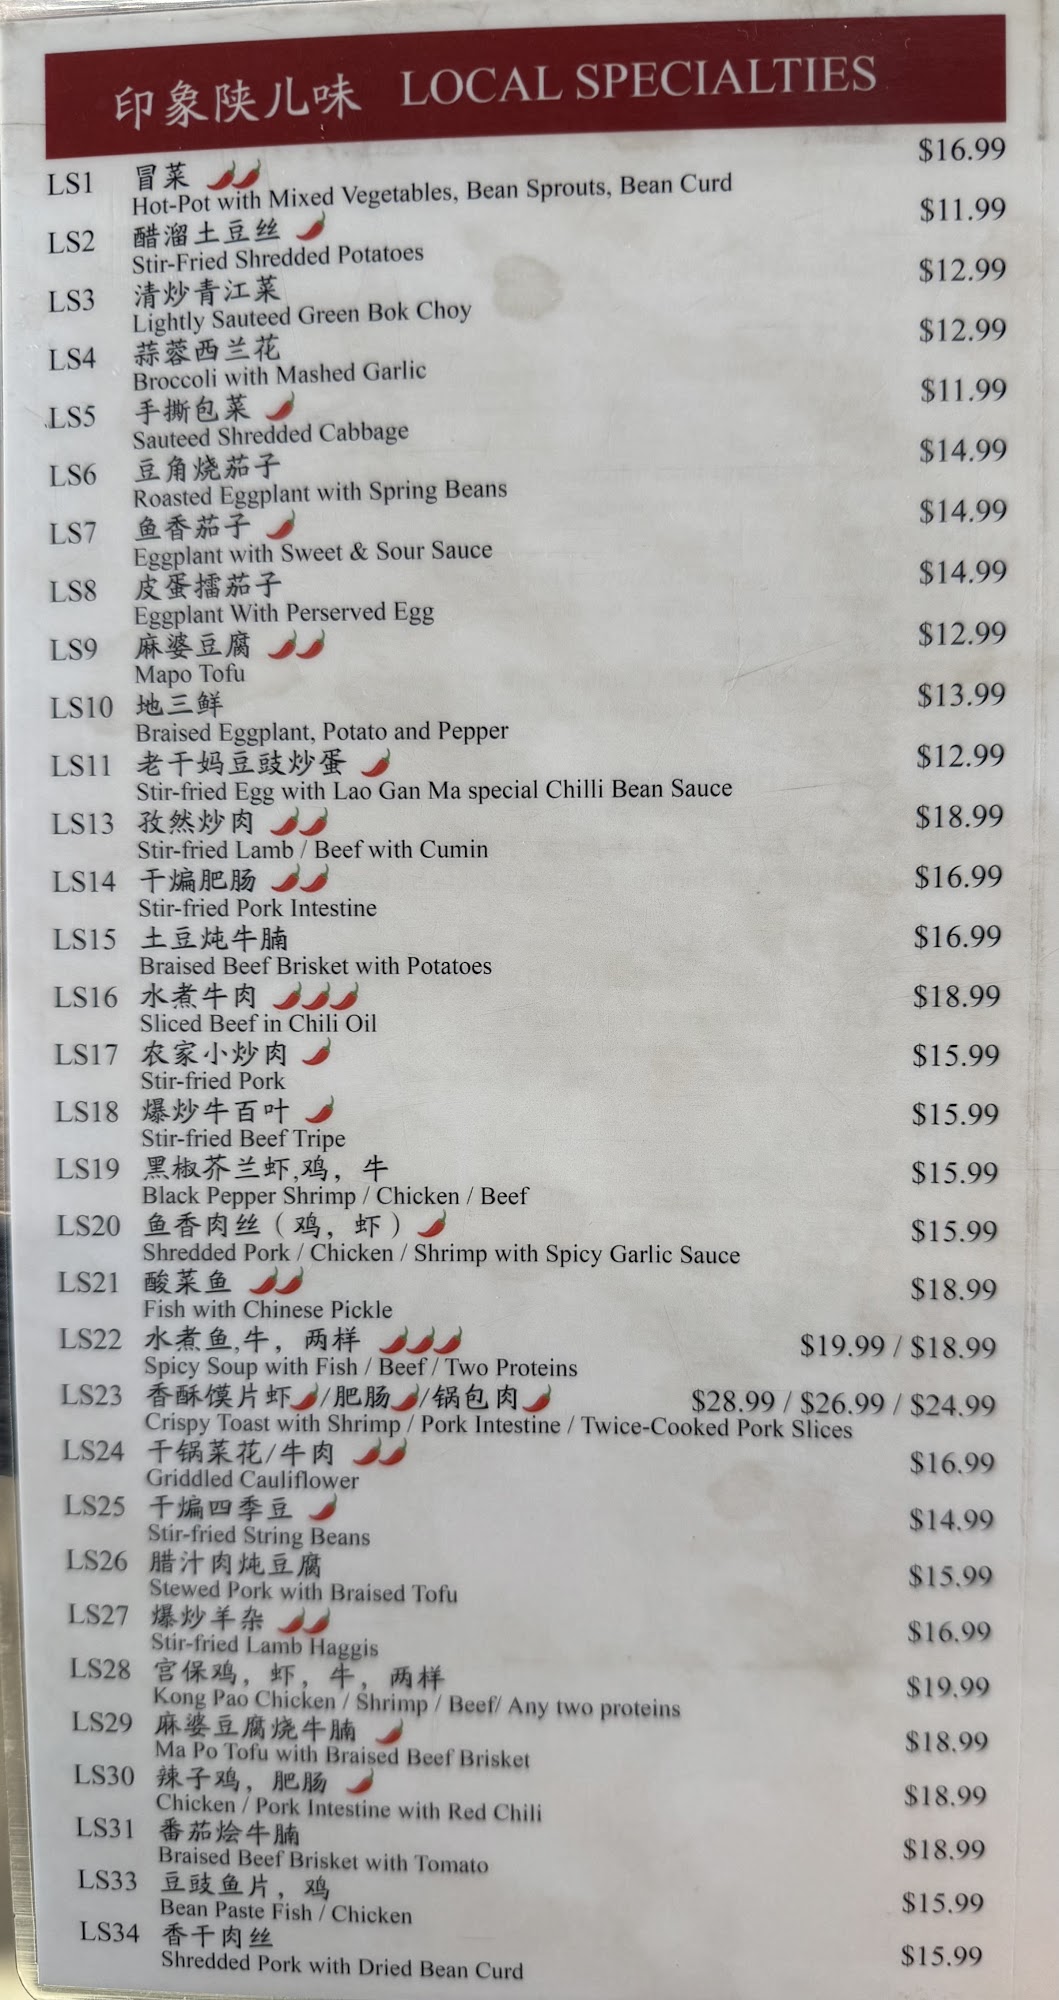 印象陕儿味 LOCAL SPECIALTIES
LS1 冒菜 $16.99
Hot-Pot with Mixed Vegetables, Bean Sprouts, Bean Curd
LS2 醋溜土豆丝 $11.99
Stir-Fried Shredded Potatoes
LS3 清炒青江菜 $12.99
Lightly Sauteed Green Bok Choy
LS4 蒜蓉西兰花 $12.99
Broccoli with Mashed Garlic
LS5 手撕包菜 $11.99
Sauteed Shredded Cabbage
LS6 豆角烧茄子 $14.99
Roasted Eggplant with Spring Beans
LS7 鱼香茄子 $14.99
Eggplant with Sweet & Sour Sauce
LS8 皮蛋擂茄子 $14.99
Eggplant With Perserved Egg
LS9 麻婆豆腐 $12.99
Mapo Tofu
LS10 地三鲜 $13.99
Braised Eggplant, Potato and Pepper
LS11 老干妈豆豉炒蛋 $12.99
Stir-fried Egg with Lao Gan Ma special Chilli Bean Sauce
LS13 孜然炒肉 $18.99
Stir-fried Lamb / Beef with Cumin
LS14 干煸肥肠 $16.99
Stir-fried Pork Intestine
LS15 土豆炖牛腩 $16.99
Braised Beef Brisket with Potatoes
LS16 水煮牛肉 $18.99
Sliced Beef in Chili Oil
LS17 农家小炒肉 $15.99
Stir-fried Pork
LS18 爆炒牛百叶 $15.99
Stir-fried Beef Tripe
LS19 黑椒芥兰虾,鸡，牛 $15.99
Black Pepper Shrimp / Chicken / Beef
LS20 鱼香肉丝（鸡，虾） $15.99
Shredded Pork / Chicken / Shrimp with Spicy Garlic Sauce
LS21 酸菜鱼 $18.99
Fish with Chinese Pickle
LS22 水煮鱼,牛，两样 $19.99 / $18.99
Spicy Soup with Fish / Beef / Two Proteins
LS23 香酥馍片虾/肥肠/锅包肉 $28.99 / $26.99 / $24.99
Crispy Toast with Shrimp / Pork Intestine / Twice-Cooked Pork Slices
LS24 干锅菜花/牛肉 $16.99
Griddled Cauliflower
LS25 干煸四季豆 $14.99
Stir-fried String Beans
LS26 腊汁肉炖豆腐 $15.99
Stewed Pork with Braised Tofu
LS27 爆炒羊杂 $16.99
Stir-fried Lamb Haggis
LS28 宫保鸡，虾，牛，两样 $19.99
Kong Pao Chicken / Shrimp / Beef/ Any two proteins
LS29 麻婆豆腐烧牛腩 $18.99
Ma Po Tofu with Braised Beef Brisket
LS30 辣子鸡，肥肠 $18.99
Chicken / Pork Intestine with Red Chili
LS31 番茄烩牛腩 $18.99
Braised Beef Brisket with Tomato
LS33 豆豉鱼片，鸡 $15.99
Bean Paste Fish / Chicken
LS34 香干肉丝 $15.99
Shredded Pork with Dried Bean Curd